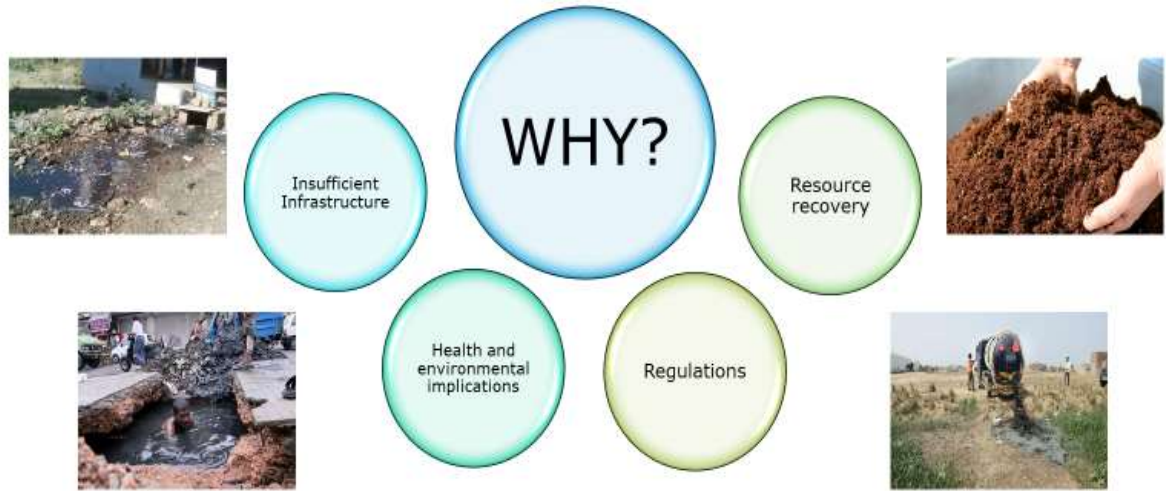 WHY?
Insufficient
Infrastructure
Resource
recovery
Health and
environmental
implications
Regulations